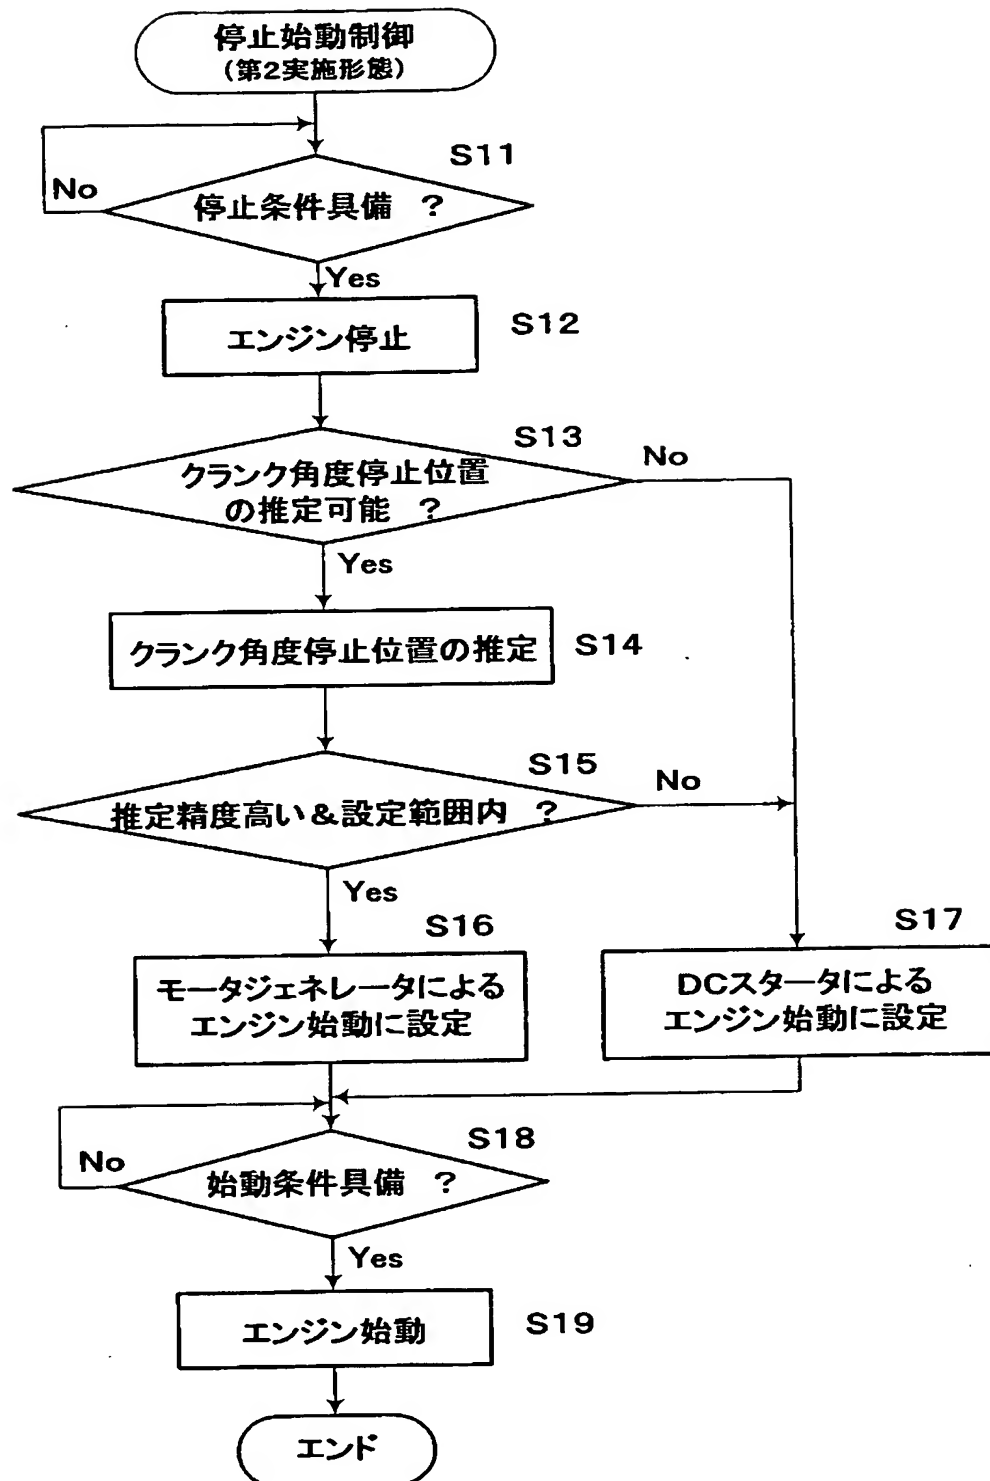 停止始動制御
(第2実施形態)
S11
No
停止条件具備 ?
Yes
エンジン停止
S12
S13
No
クランク角度停止位置
の推定可能 ?
Yes
クランク角度停止位置の推定
S14
S15
No
推定精度高い&設定範囲内 ?
Yes
S16
S17
モータジェネレータによる
エンジン始動に設定
DCスタータによる
エンジン始動に設定
S18
No
始動条件具備 ?
Yes
エンジン始動
S19
エンド